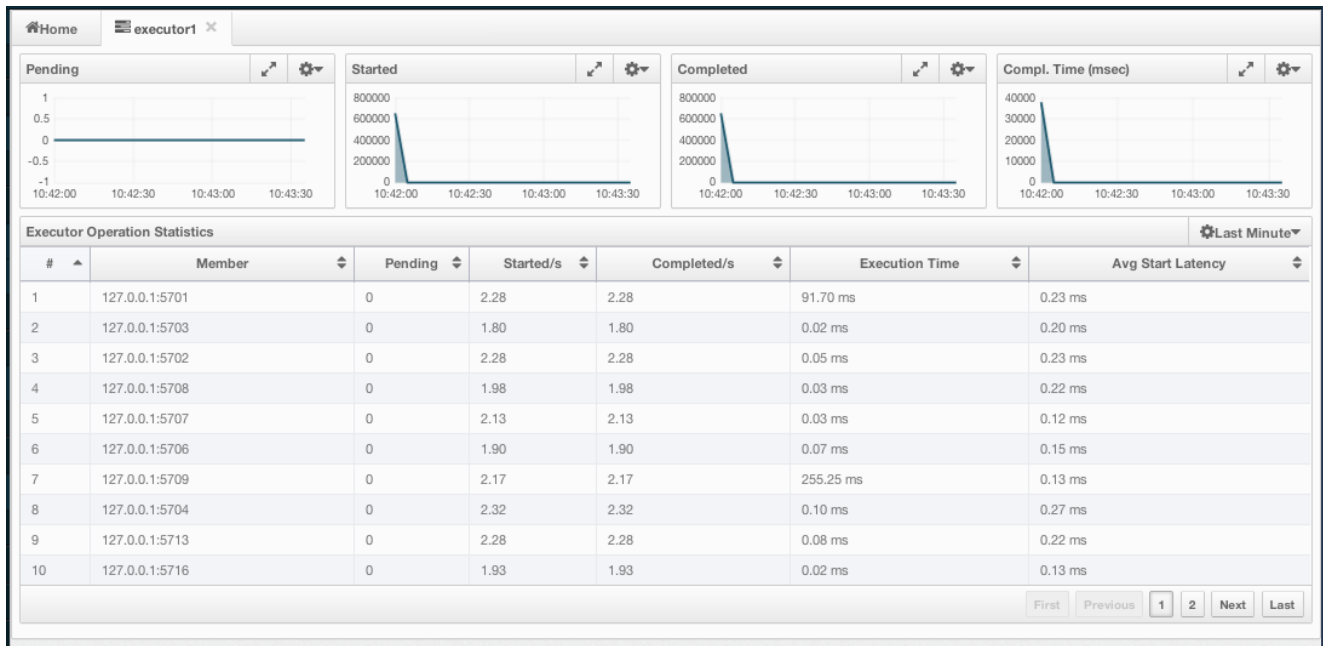 Home executor1
Pending Started Completed Compl. Time (msec)
1
0.5
0
-0.5
-1
10:42:00 10:42:30 10:43:00 10:43:30
800000
600000
400000
200000
0
10:42:00 10:42:30 10:43:00 10:43:30
800000
600000
400000
200000
0
10:42:00 10:42:30 10:43:00 10:43:30
40000
30000
20000
10000
0
10:42:00 10:42:30 10:43:00 10:43:30
Executor Operation Statistics Last Minute
# Member Pending Started/s Completed/s Execution Time Avg Start Latency
1 127.0.0.1:5701 0 2.28 2.28 91.70 ms 0.23 ms
2 127.0.0.1:5703 0 1.80 1.80 0.02 ms 0.20 ms
3 127.0.0.1:5702 0 2.28 2.28 0.05 ms 0.23 ms
4 127.0.0.1:5708 0 1.98 1.98 0.03 ms 0.22 ms
5 127.0.0.1:5707 0 2.13 2.13 0.03 ms 0.12 ms
6 127.0.0.1:5706 0 1.90 1.90 0.07 ms 0.15 ms
7 127.0.0.1:5709 0 2.17 2.17 255.25 ms 0.13 ms
8 127.0.0.1:5704 0 2.32 2.32 0.10 ms 0.27 ms
9 127.0.0.1:5713 0 2.28 2.28 0.08 ms 0.22 ms
10 127.0.0.1:5716 0 1.93 1.93 0.02 ms 0.13 ms
First Previous 1 2 Next Last